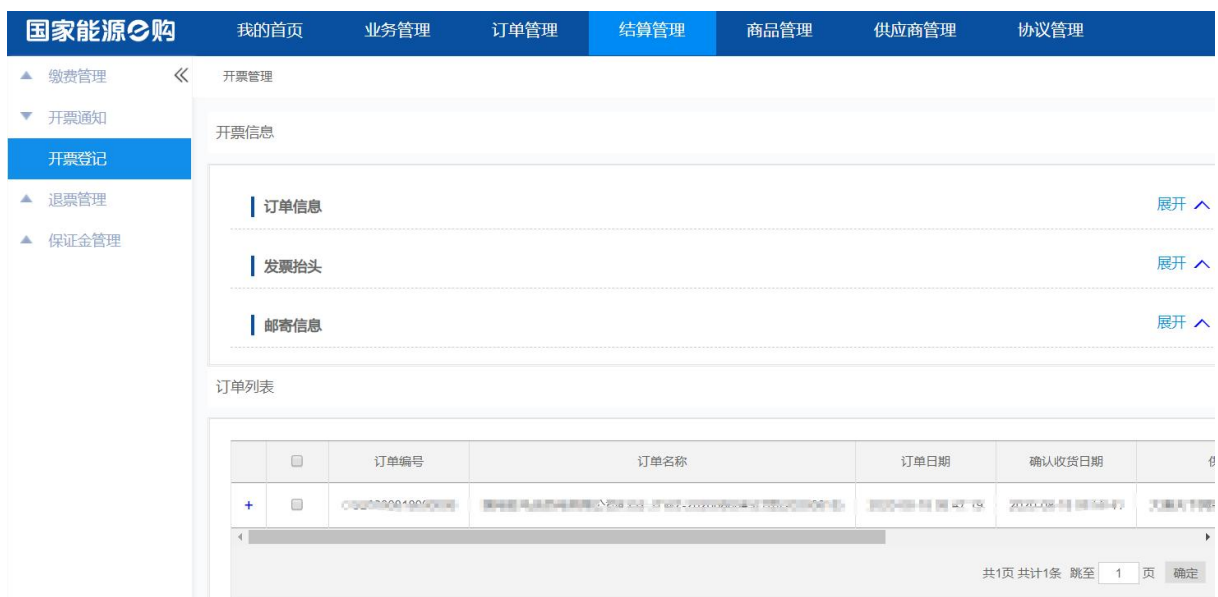 国家能源e购 我的首页 业务管理 订单管理 结算管理 商品管理 供应商管理 协议管理
缴费管理
开票通知
开票登记
退票管理
保证金管理
开票管理
开票信息
订单信息 展开
发票抬头 展开
邮寄信息 展开
订单列表
订单编号 订单名称 订单日期 确认收货日期
+
共1页 共计1条 跳至 1 页 确定